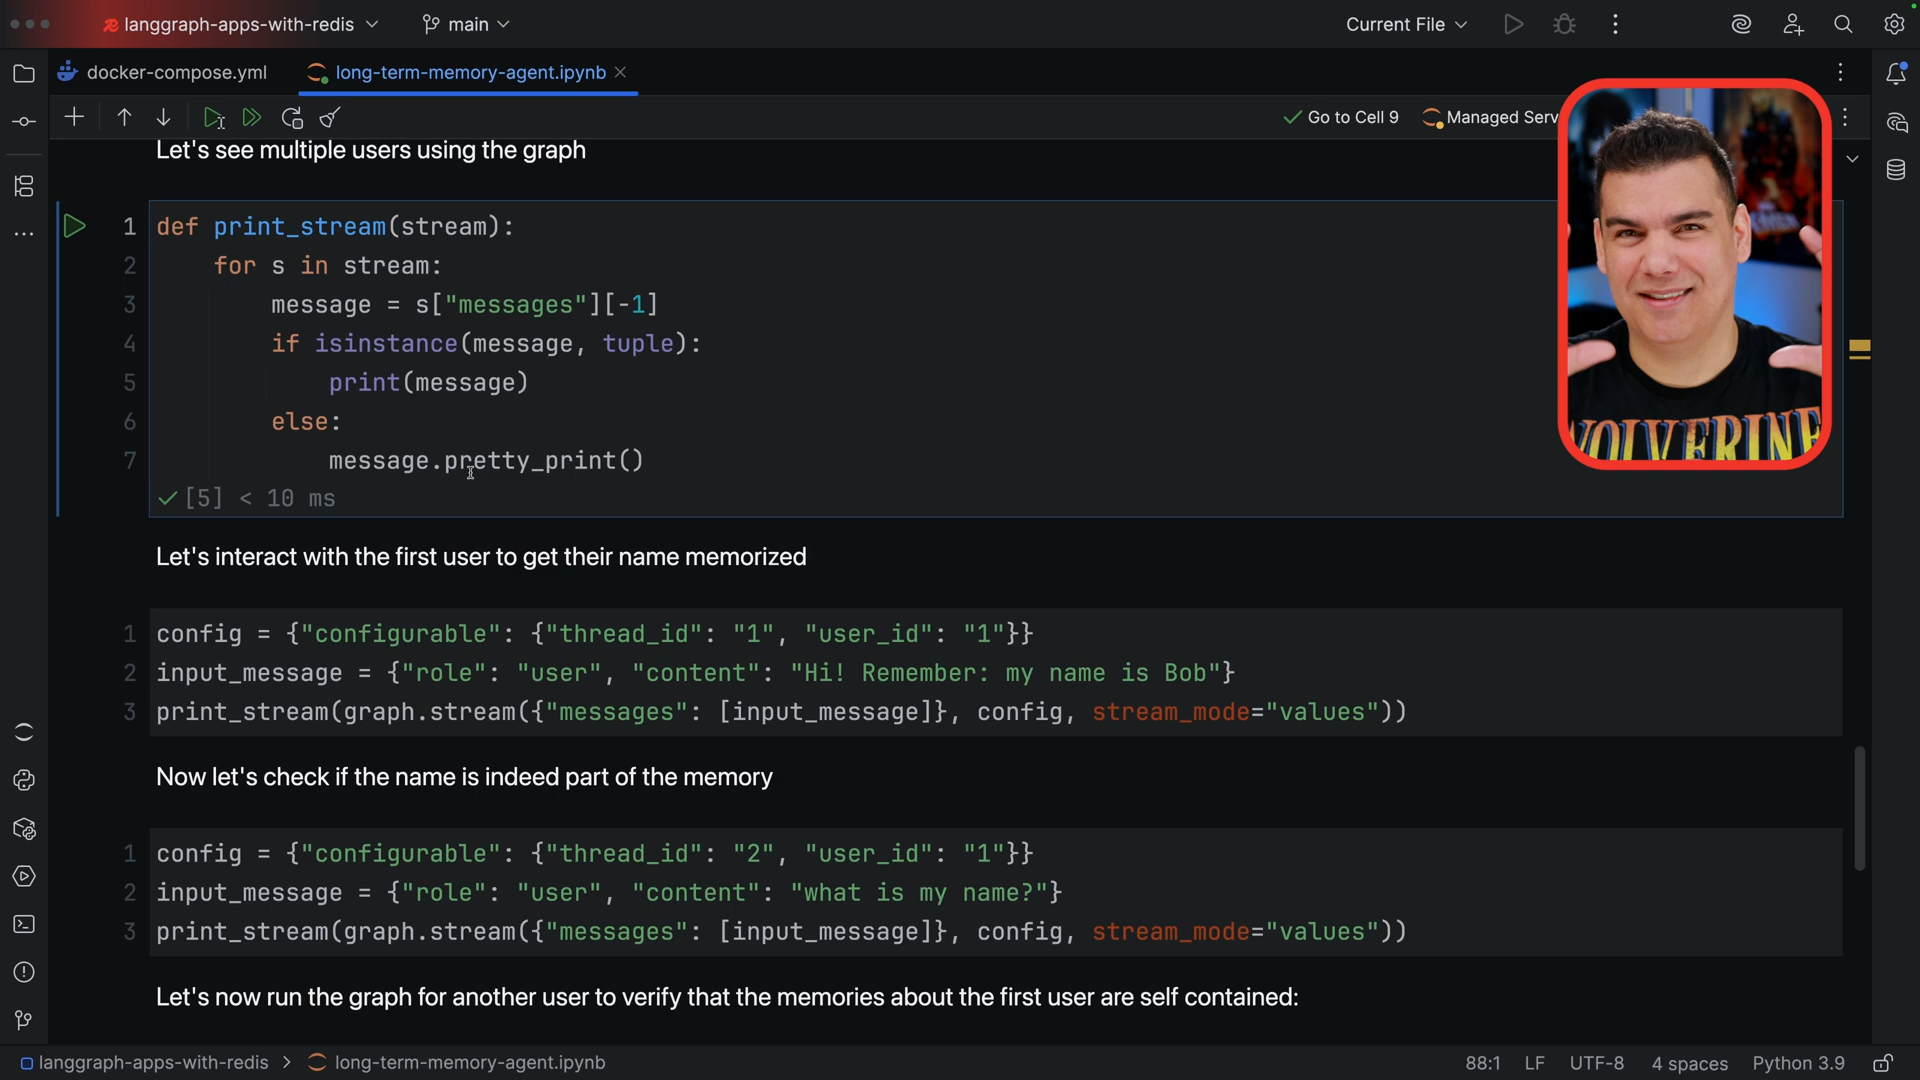 langgraph-apps-with-redis main Current File
docker-compose.yml long-term-memory-agent.ipynb
Go to Cell 9 Managed Serv
Let's see multiple users using the graph
1 def print_stream(stream):
2 for s in stream:
3 message = s["messages"][-1]
4 if isinstance(message, tuple):
5 print(message)
6 else:
7 message.pretty_print()
[5] < 10 ms
WOLVERINE
Let's interact with the first user to get their name memorized
1 config = {"configurable": {"thread_id": "1", "user_id": "1"}}
2 input_message = {"role": "user", "content": "Hi! Remember: my name is Bob"}
3 print_stream(graph.stream({"messages": [input_message]}, config, stream_mode="values"))
Now let's check if the name is indeed part of the memory
1 config = {"configurable": {"thread_id": "2", "user_id": "1"}}
2 input_message = {"role": "user", "content": "what is my name?"}
3 print_stream(graph.stream({"messages": [input_message]}, config, stream_mode="values"))
Let's now run the graph for another user to verify that the memories about the first user are self contained:
langgraph-apps-with-redis > long-term-memory-agent.ipynb 88:1 LF UTF-8 4 spaces Python 3.9